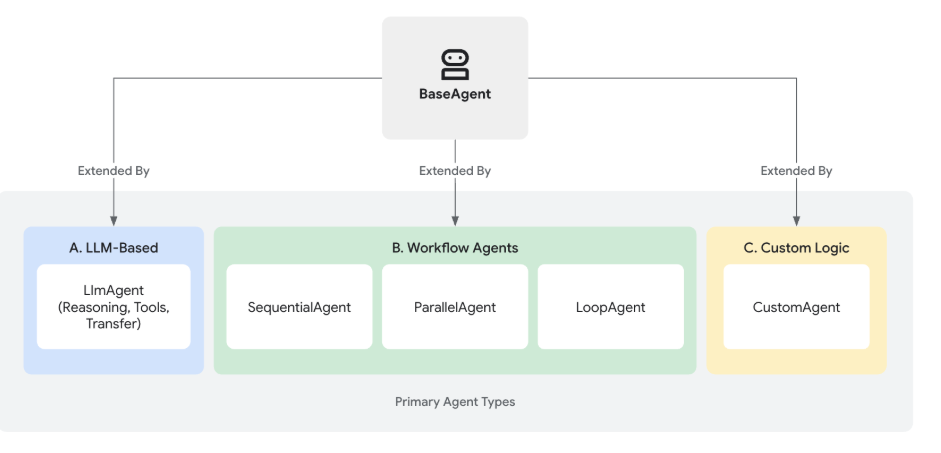 BaseAgent
Extended By
Extended By
Extended By
A. LLM-Based
LlmAgent
(Reasoning, Tools,
Transfer)
B. Workflow Agents
SequentialAgent
ParallelAgent
LoopAgent
C. Custom Logic
CustomAgent
Primary Agent Types